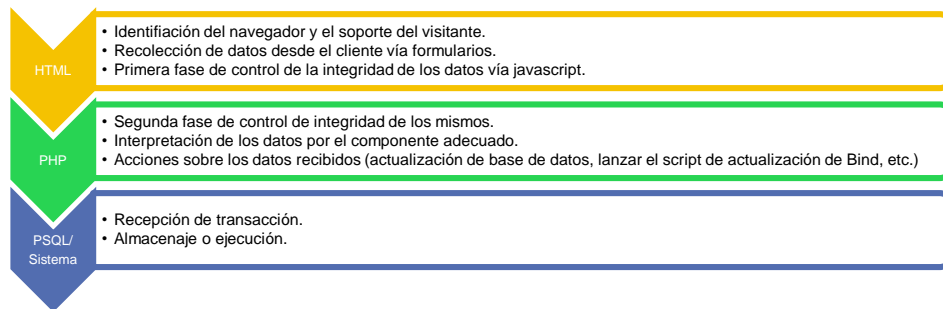 HTML
• Identifiación del navegador y el soporte del visitante.
• Recolección de datos desde el cliente vía formularios.
• Primera fase de control de la integridad de los datos vía javascript.
PHP
• Segunda fase de control de integridad de los mismos.
• Interpretación de los datos por el componente adecuado.
• Acciones sobre los datos recibidos (actualización de base de datos, lanzar el script de actualización de Bind, etc.)
PSQL/
Sistema
• Recepción de transacción.
• Almacenaje o ejecución.